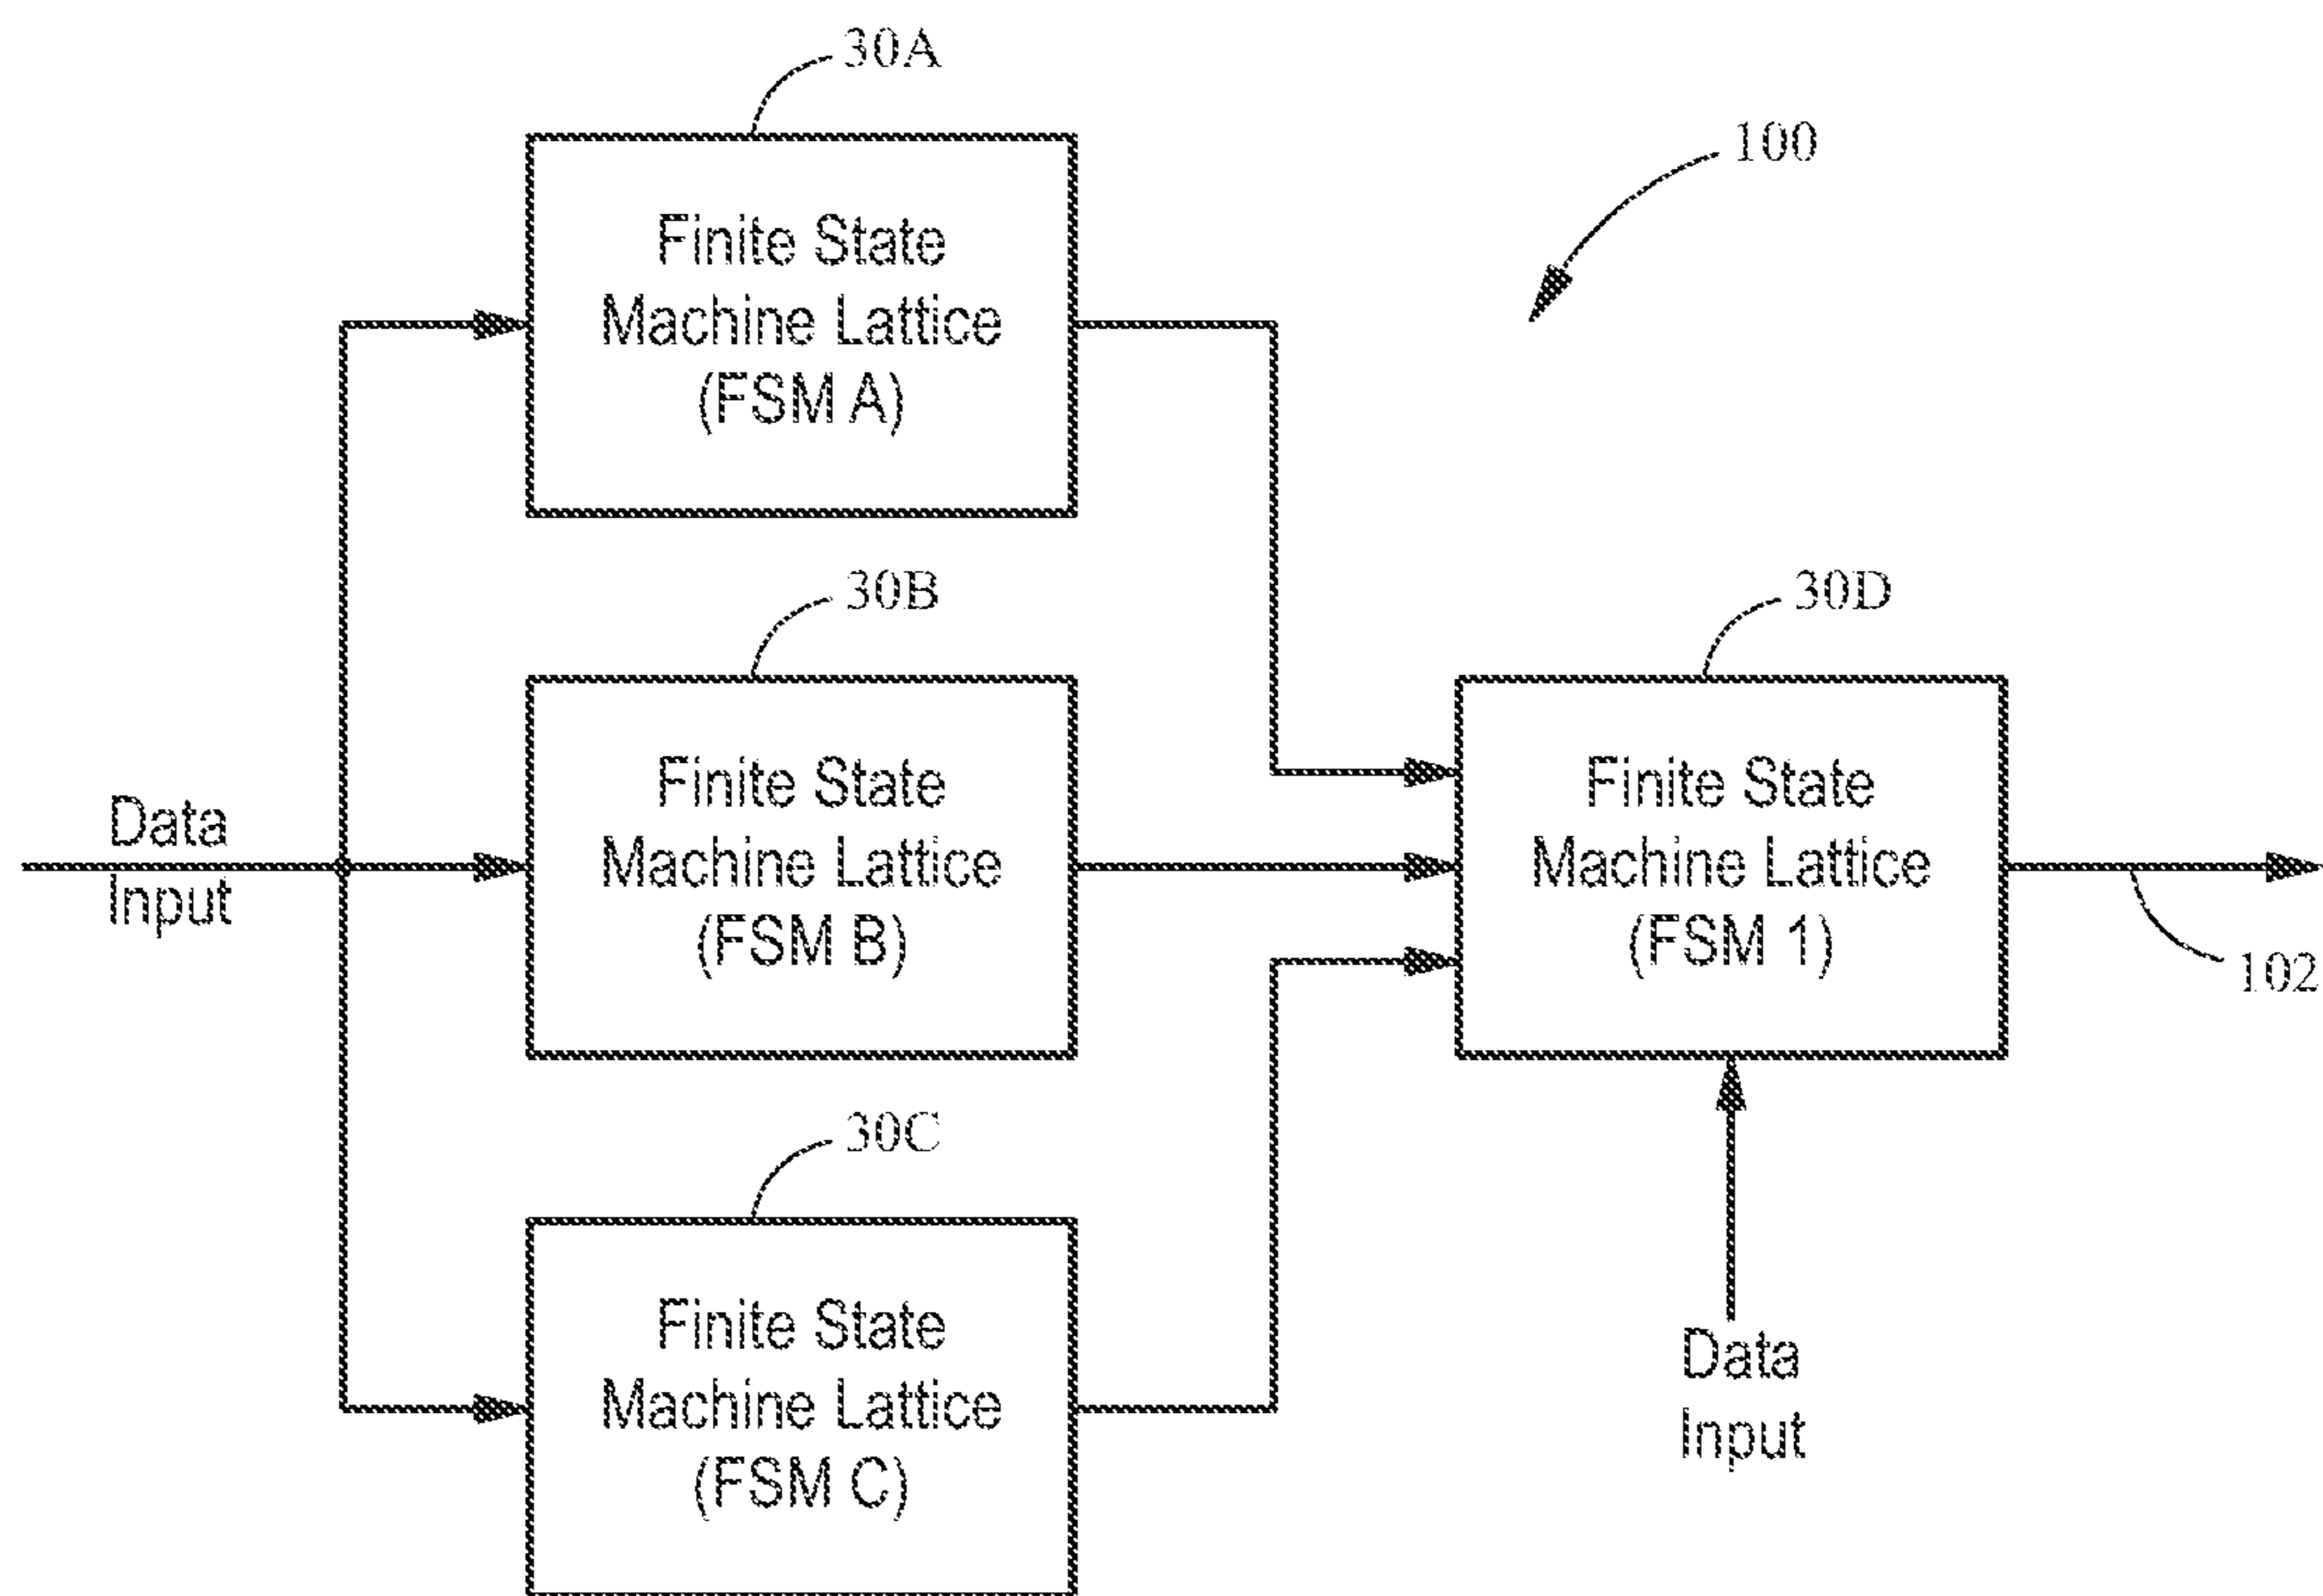 30A
100
Finite State
Machine Lattice
(FSM A)
30B
30D
Data
Input
Finite State
Machine Lattice
(FSM B)
Finite State
Machine Lattice
(FSM 1)
102
30C
Finite State
Machine Lattice
(FSM C)
Data
Input